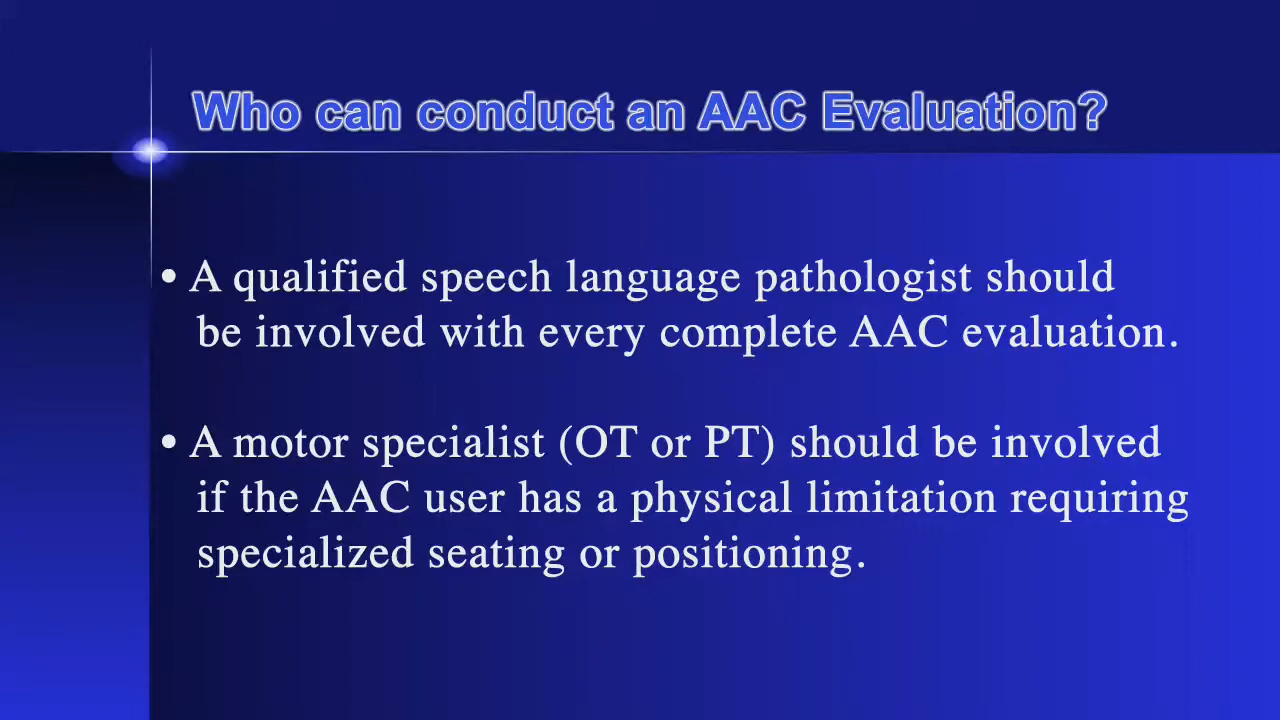 Who can conduct an AAC Evaluation?
• A qualified speech language pathologist should
be involved with every complete AAC evaluation.
• A motor specialist (OT or PT) should be involved
if the AAC user has a physical limitation requiring
specialized seating or positioning.